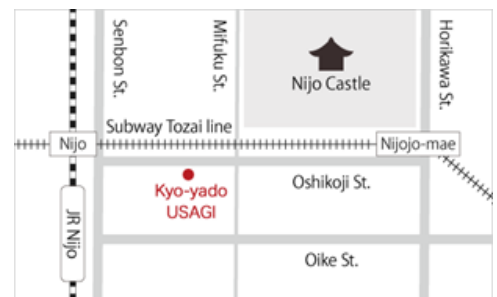 Senbon St.
Mifuku St.
Horikawa St.
Nijo Castle
Subway Tozai line
Nijo
Nijojo-mae
Kyo-yado
USAGI
Oshikoji St.
JR Nijo
Oike St.